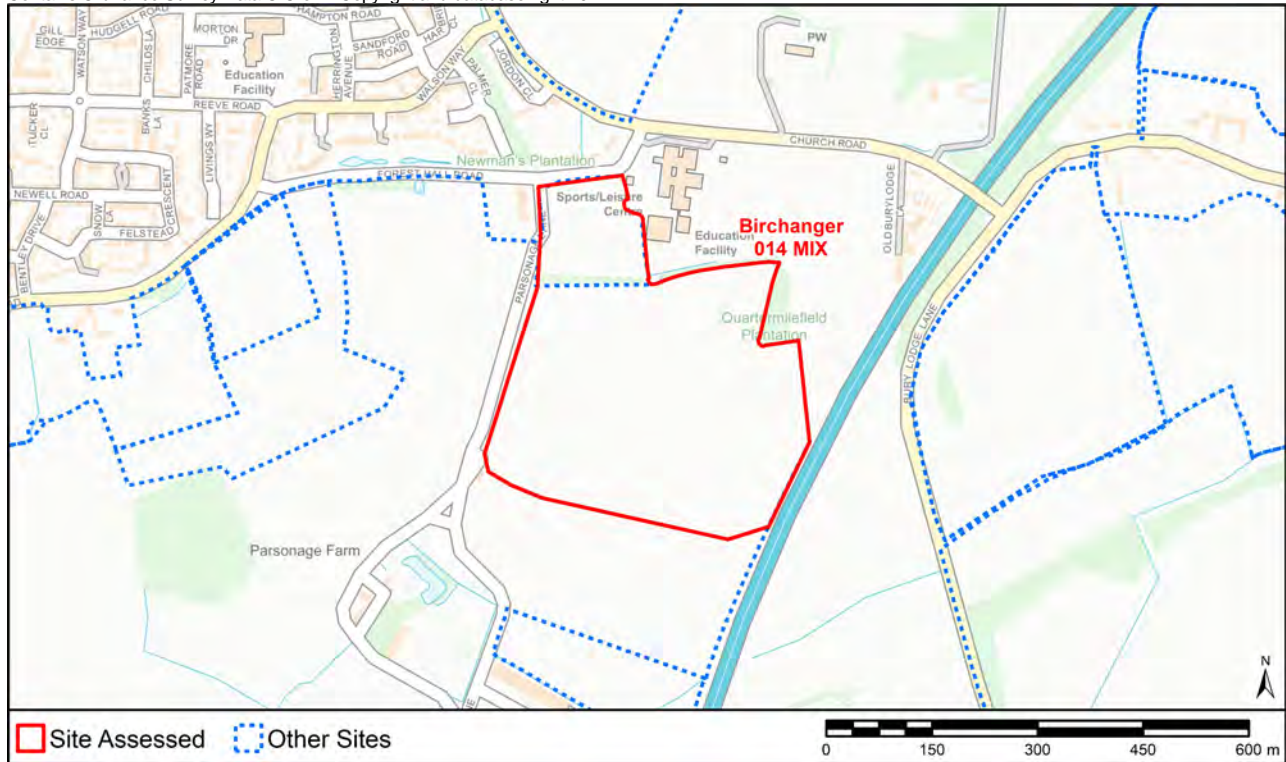 HAMPTON ROAD
GILL
EDGE
HUDGELL ROAD
WATSON WAY
CHILDS LA
PATMORE
ROAD
MORTON
DR
SANDFORD
ROAD
HERRINGTON
AVENUE
WALSON WAY
PALMER
CL
JORDON CL
PW
Education
Facility
TUCKER
CL
BANKS
LA
REEVE ROAD
LIVINGS WY
CHURCH ROAD
Newman's Plantation
FOREST HALL ROAD
NEWELL ROAD
SNOW
LA
FELSTEAD
CRESCENT
BENTLEY DRIVE
Sports/Leisure
Centre
PARSONAGE LANE
Education
Facility
Birchanger
014 MIX
OLD BURY LODGE
LA
BURY LODGE LANE
Quartermilefield
Plantation
Parsonage Farm
N
Site Assessed
Other Sites
0
150
300
450
600 m